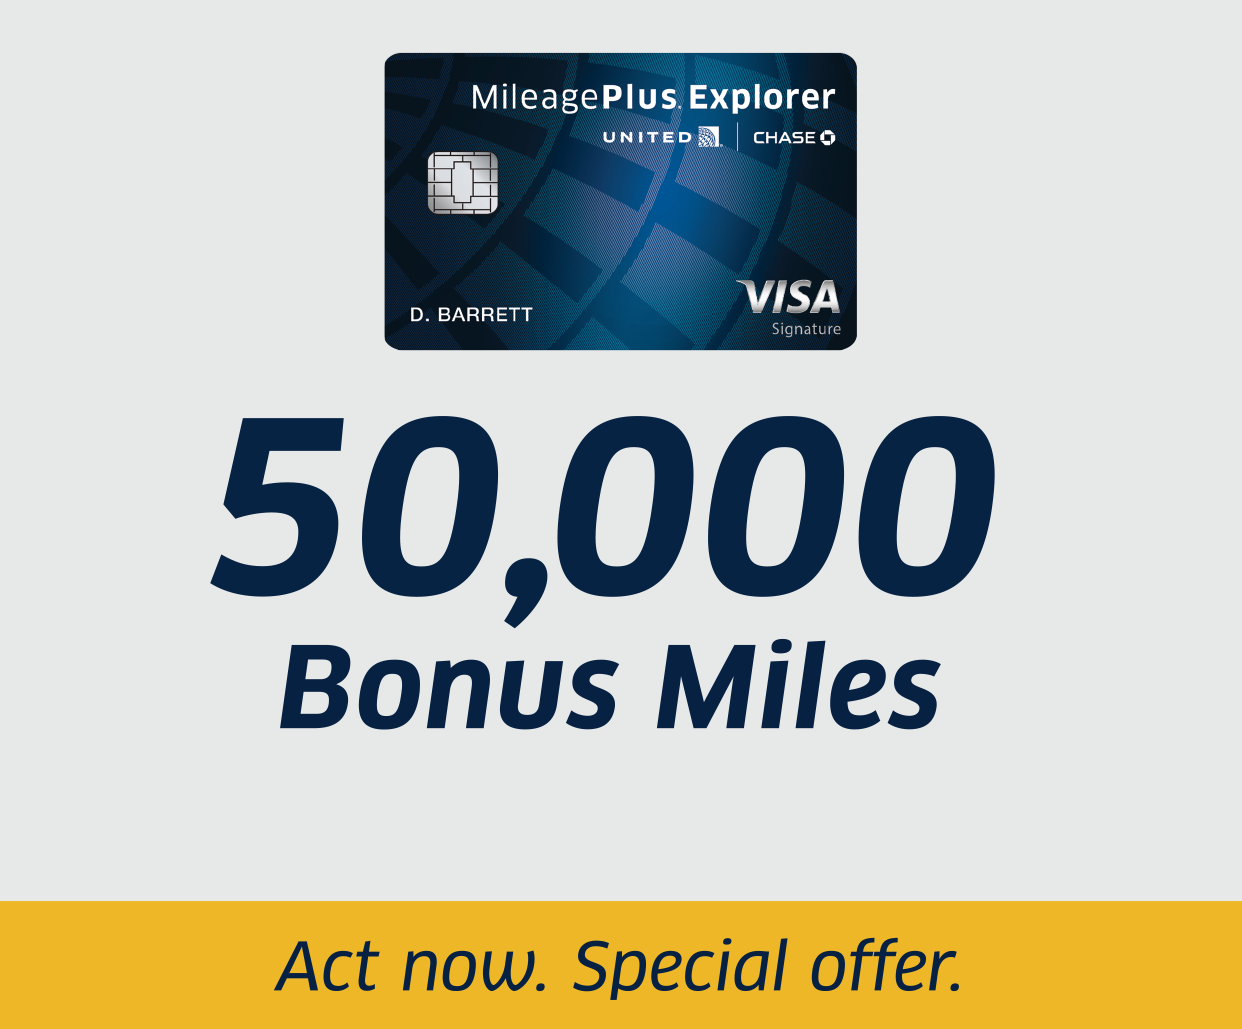 MileagePlus. Explorer
UNITED | CHASE
D. BARRETT
VISA
Signature
50,000
Bonus Miles
Act now. Special offer.